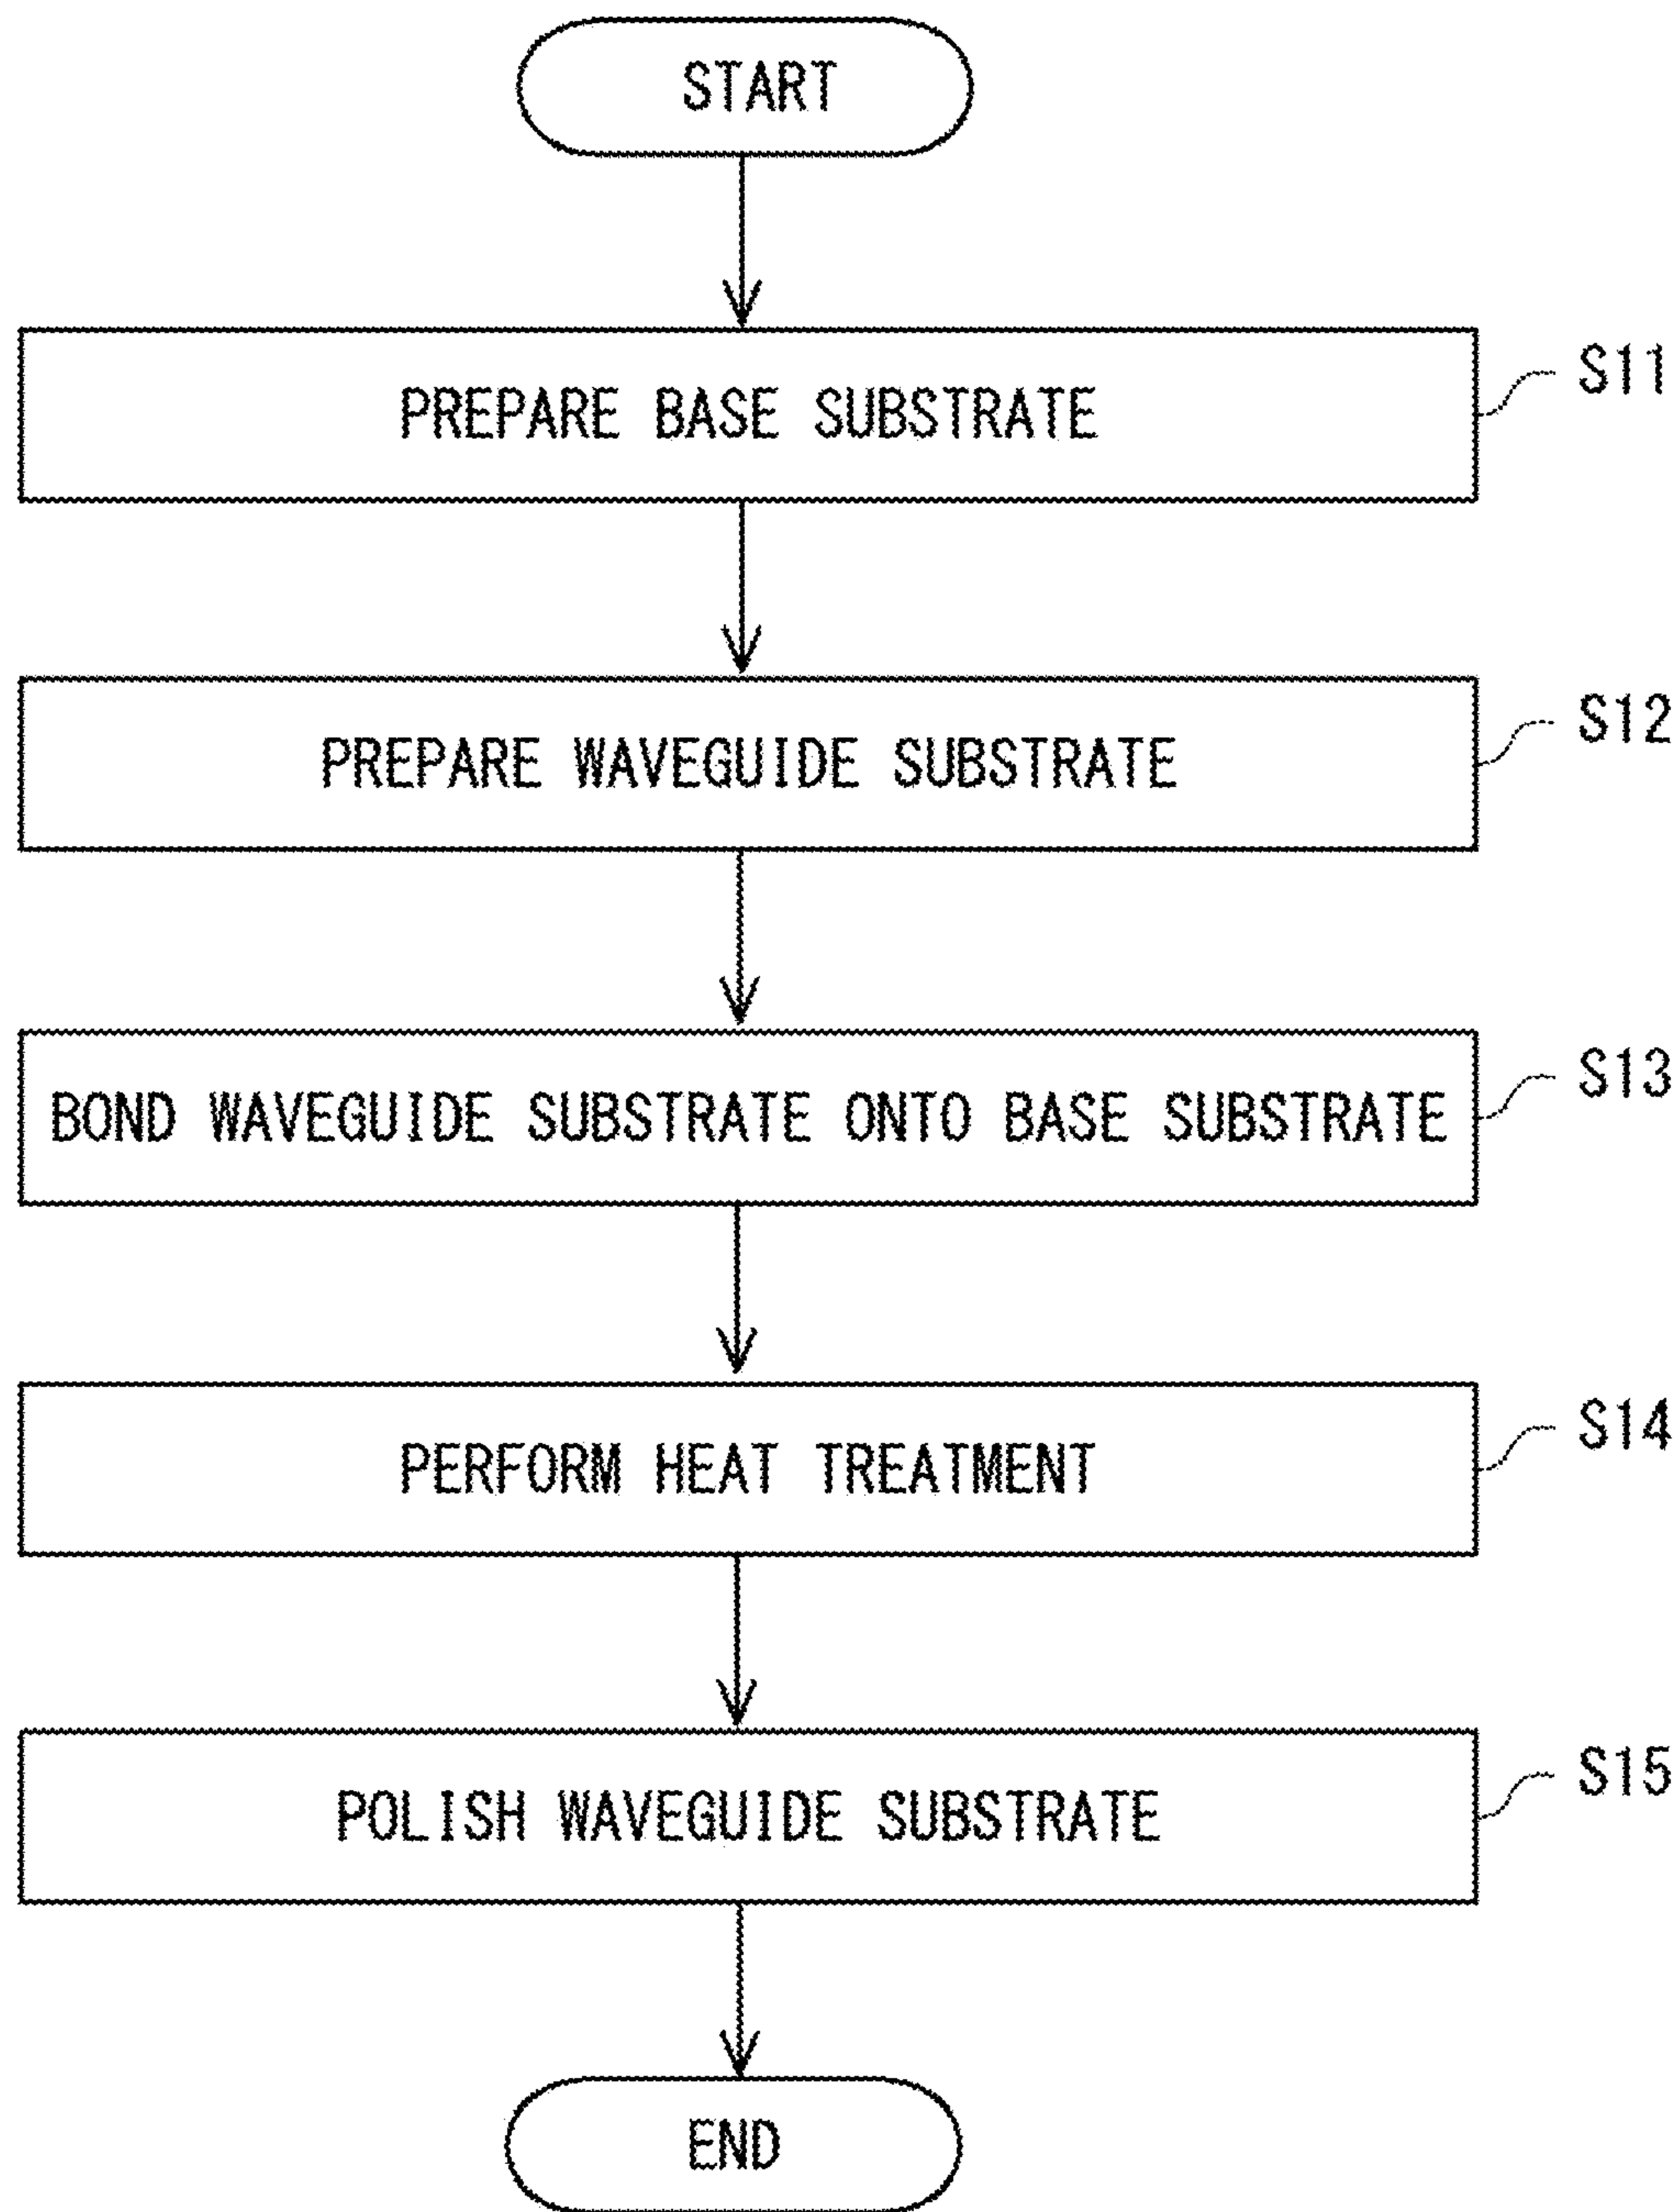 START
PREPARE BASE SUBSTRATE
S11
PREPARE WAVEGUIDE SUBSTRATE
S12
BOND WAVEGUIDE SUBSTRATE ONTO BASE SUBSTRATE
S13
PERFORM HEAT TREATMENT
S14
POLISH WAVEGUIDE SUBSTRATE
S15
END